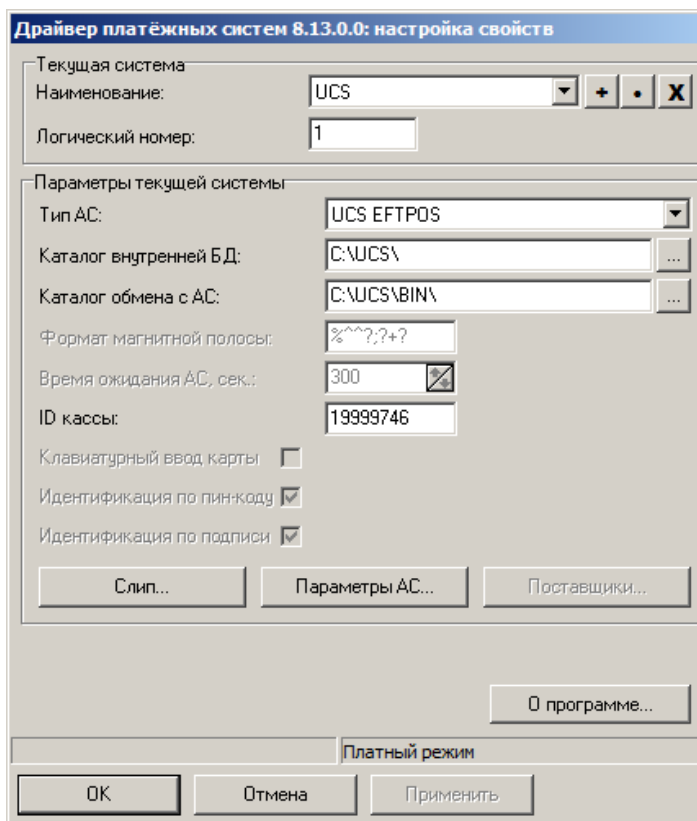 Драйвер платёжных систем 8.13.0.0: настройка свойств
Текущая система
Наименование: UCS + • X
Логический номер: 1
Параметры текущей системы
Тип АС: UCS EFTPOS
Каталог внутренней БД: C:\UCS\ ...
Каталог обмена с АС: C:\UCS\BIN\ ...
Формат магнитной полосы: %^^?;?+?
Время ожидания АС, сек.: 300
ID кассы: 19999746
Клавиатурный ввод карты
Идентификация по пин-коду
Идентификация по подписи
Слип... Параметры АС... Поставщики...
О программе...
Платный режим
OK Отмена Применить